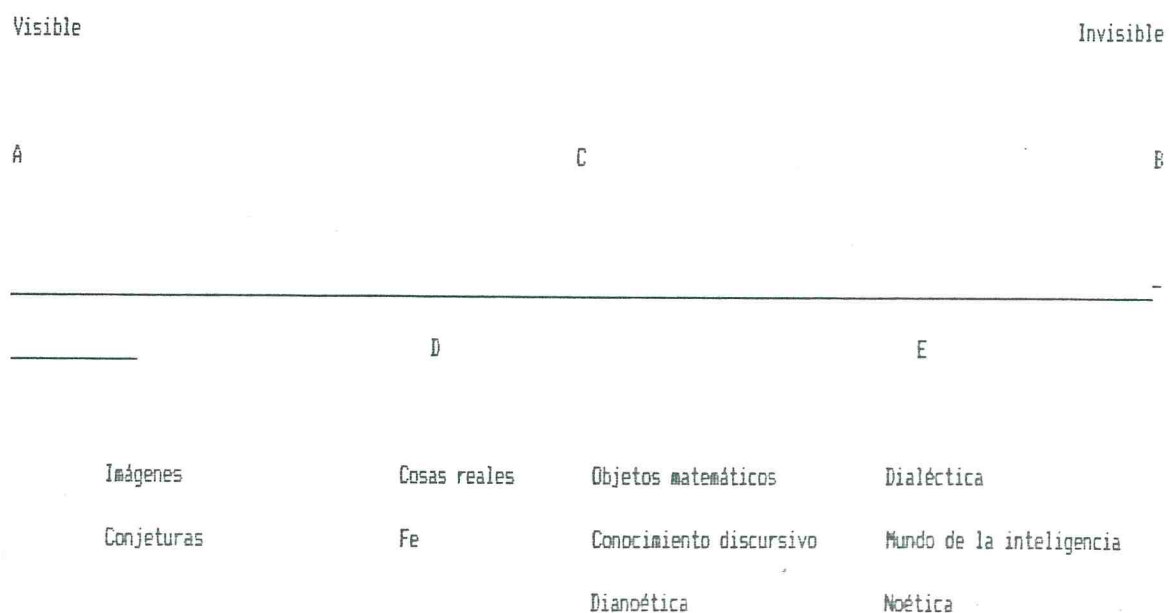 Visible Invisible
A C B
D E
Imágenes Cosas reales Objetos matemáticos Dialéctica
Conjeturas Fe Conocimiento discursivo Mundo de la inteligencia
Dianoética Noética